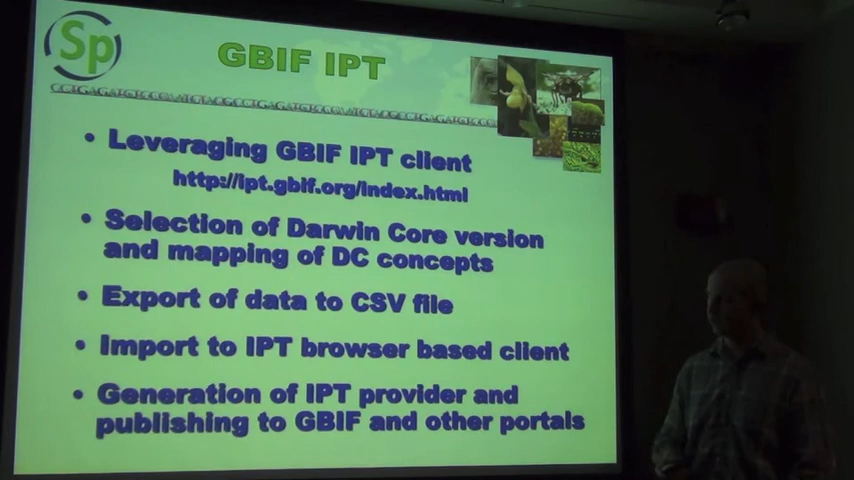 Sp
GBIF IPT
• Leveraging GBIF IPT client
http://ipt.gbif.org/index.html
• Selection of Darwin Core version
and mapping of DC concepts
• Export of data to CSV file
• Import to IPT browser based client
• Generation of IPT provider and
publishing to GBIF and other portals